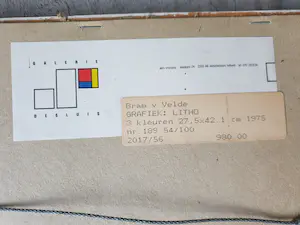 GALERIE
REGLUIS
Bram v Velde
GRAFIEK: LITHO
3 kleuren 27.5x42.1 cm 1975
nr 189 54/100
2017/56 980.00